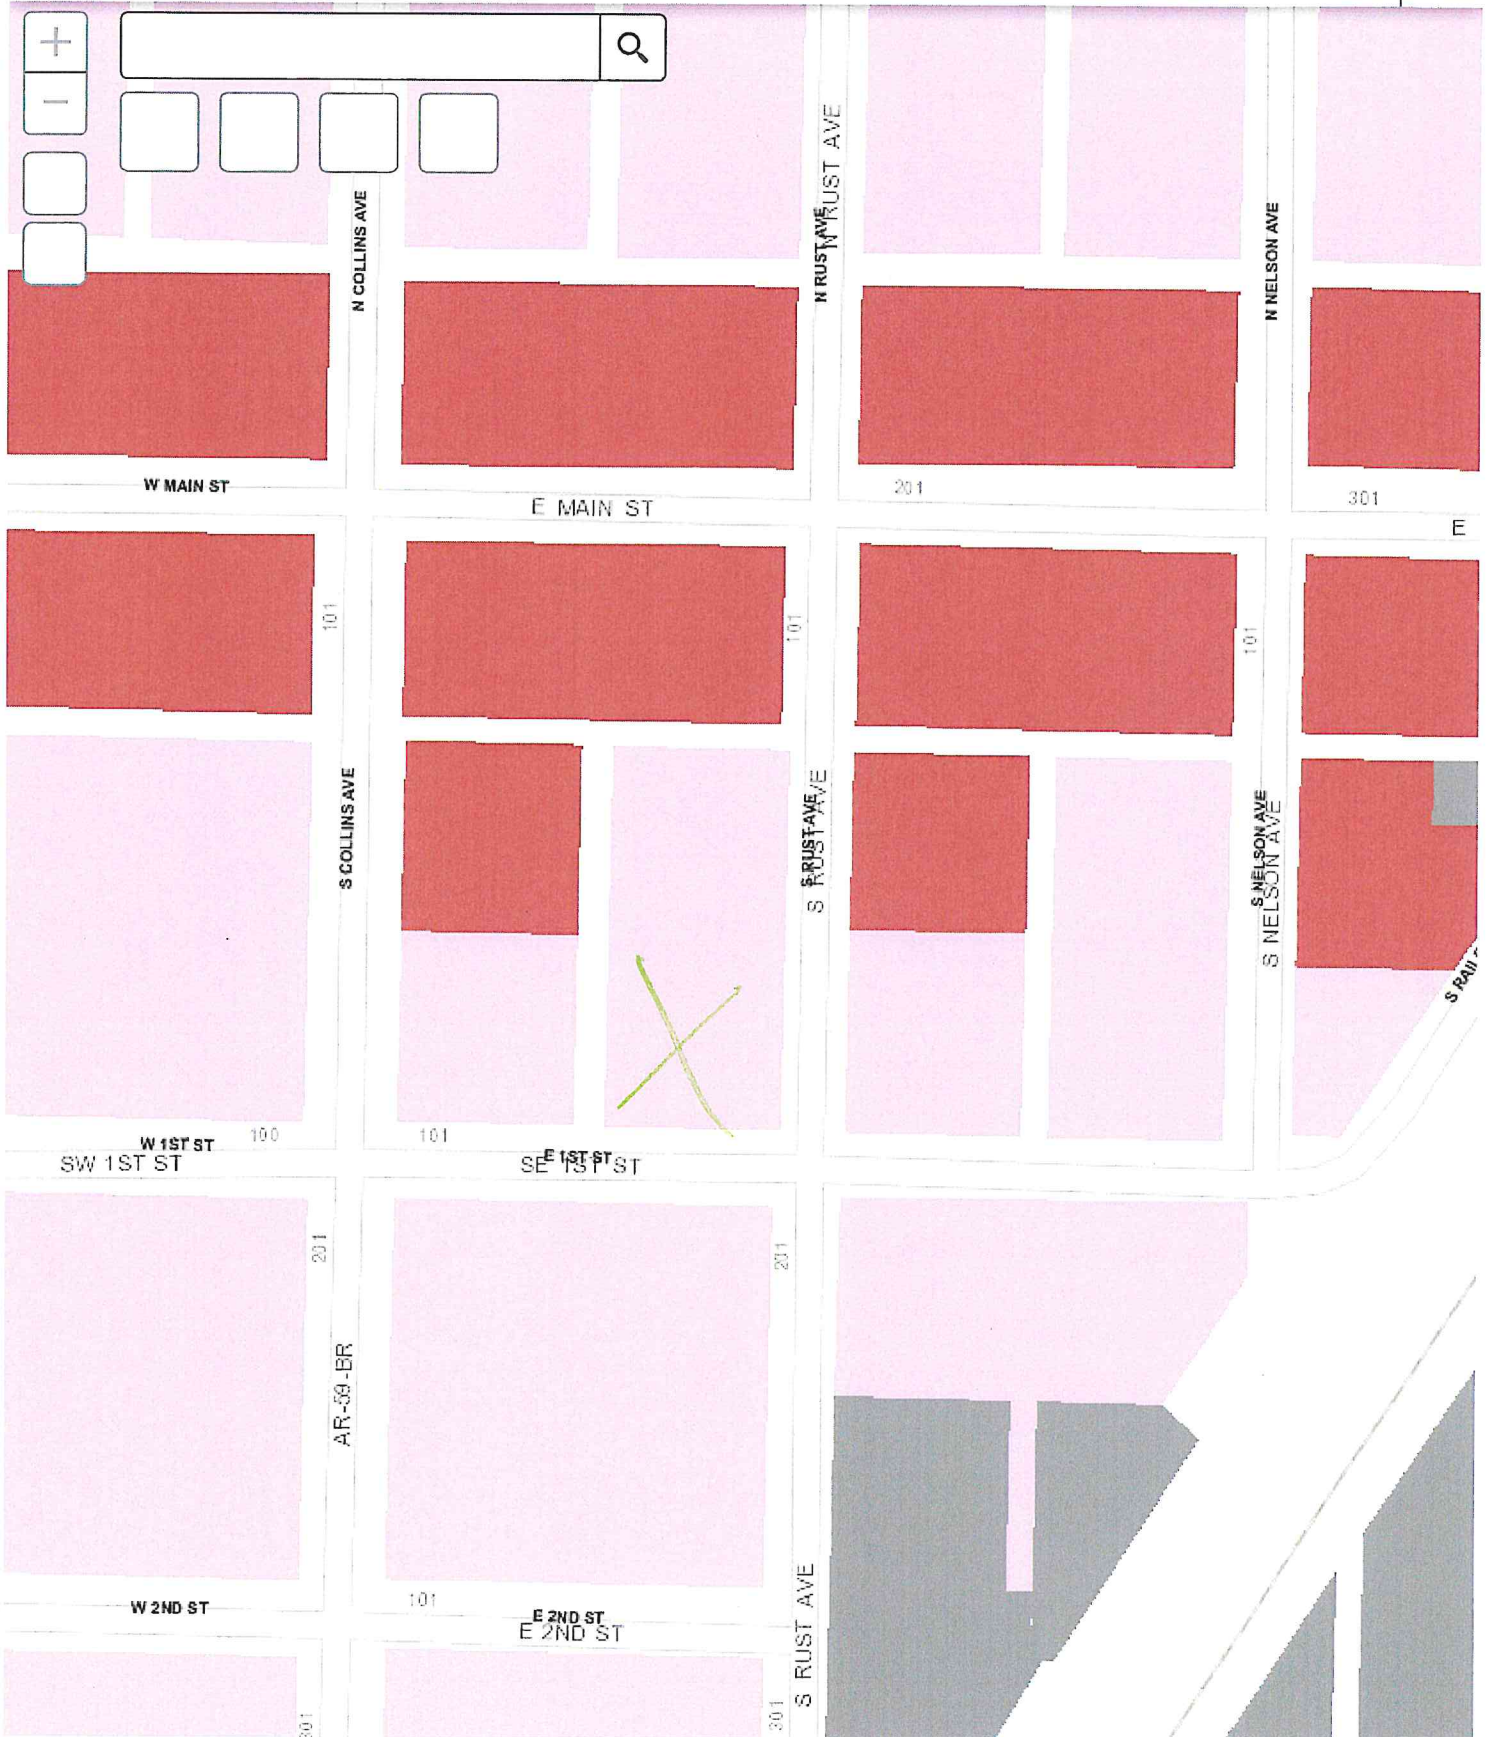 N COLLINS AVE
N RUST AVE
N RUST AVE
N NELSON AVE
W MAIN ST
E MAIN ST
201
301
E
101
101
101
S COLLINS AVE
S RUST AVE
S RUST AVE
S NELSON AVE
S NELSON AVE
W 1ST ST
100
SW 1ST ST
101
E 1ST ST
SE 1ST ST
201
201
AR-59-BR
W 2ND ST
101
E 2ND ST
E 2ND ST
S RUST AVE
301